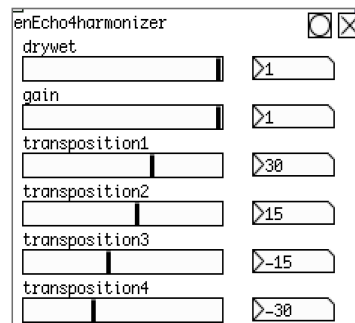 enEcho4harmonizer
drywet
1
gain
1
transposition1
30
transposition2
15
transposition3
-15
transposition4
-30